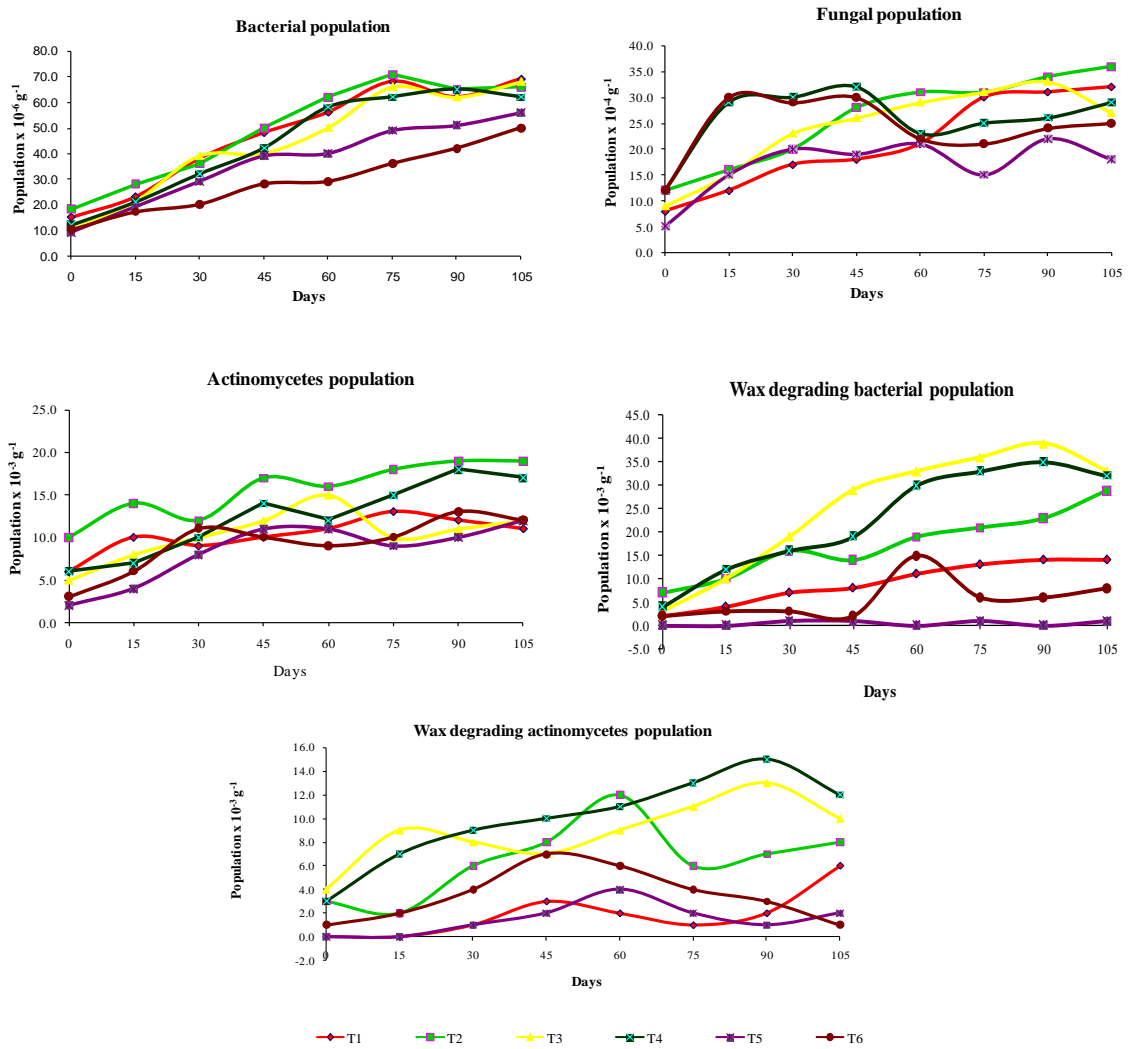 Bacterial population
Population x 10-6 g-1
80.0
70.0
60.0
50.0
40.0
30.0
20.0
10.0
0.0
0 15 30 45 60 75 90 105
Days
Fungal population
Population x 10-4 g-1
40.0
35.0
30.0
25.0
20.0
15.0
10.0
5.0
0.0
0 15 30 45 60 75 90 105
Days
Actinomycetes population
Population x 10-3 g-1
25.0
20.0
15.0
10.0
5.0
0.0
0 15 30 45 60 75 90 105
Days
Wax degrading bacterial population
Population x 10-3 g-1
45.0
40.0
35.0
30.0
25.0
20.0
15.0
10.0
5.0
0.0
-5.0
0 15 30 45 60 75 90 105
Days
Wax degrading actinomycetes population
Population x 10-3 g-1
16.0
14.0
12.0
10.0
8.0
6.0
4.0
2.0
0.0
-2.0
0 15 30 45 60 75 90 105
Days
T1 T2 T3 T4 T5 T6